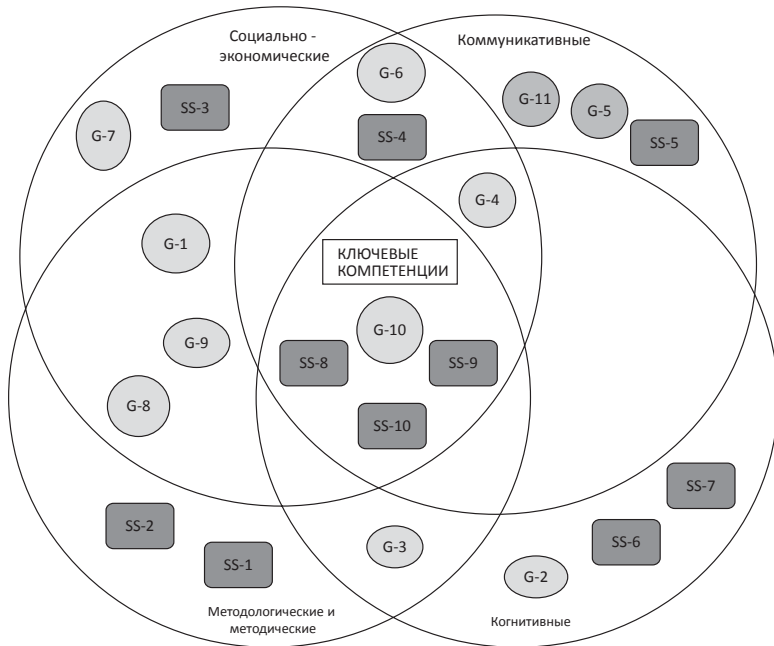 Социально -
экономические
Коммуникативные
G-6
G-11
G-5
SS-3
G-7
SS-4
SS-5
G-4
G-1
КЛЮЧЕВЫЕ
КОМПЕТЕНЦИИ
G-10
G-9
SS-8
SS-9
G-8
SS-10
SS-7
SS-2
SS-6
G-3
SS-1
G-2
Методологические и
методические
Когнитивные